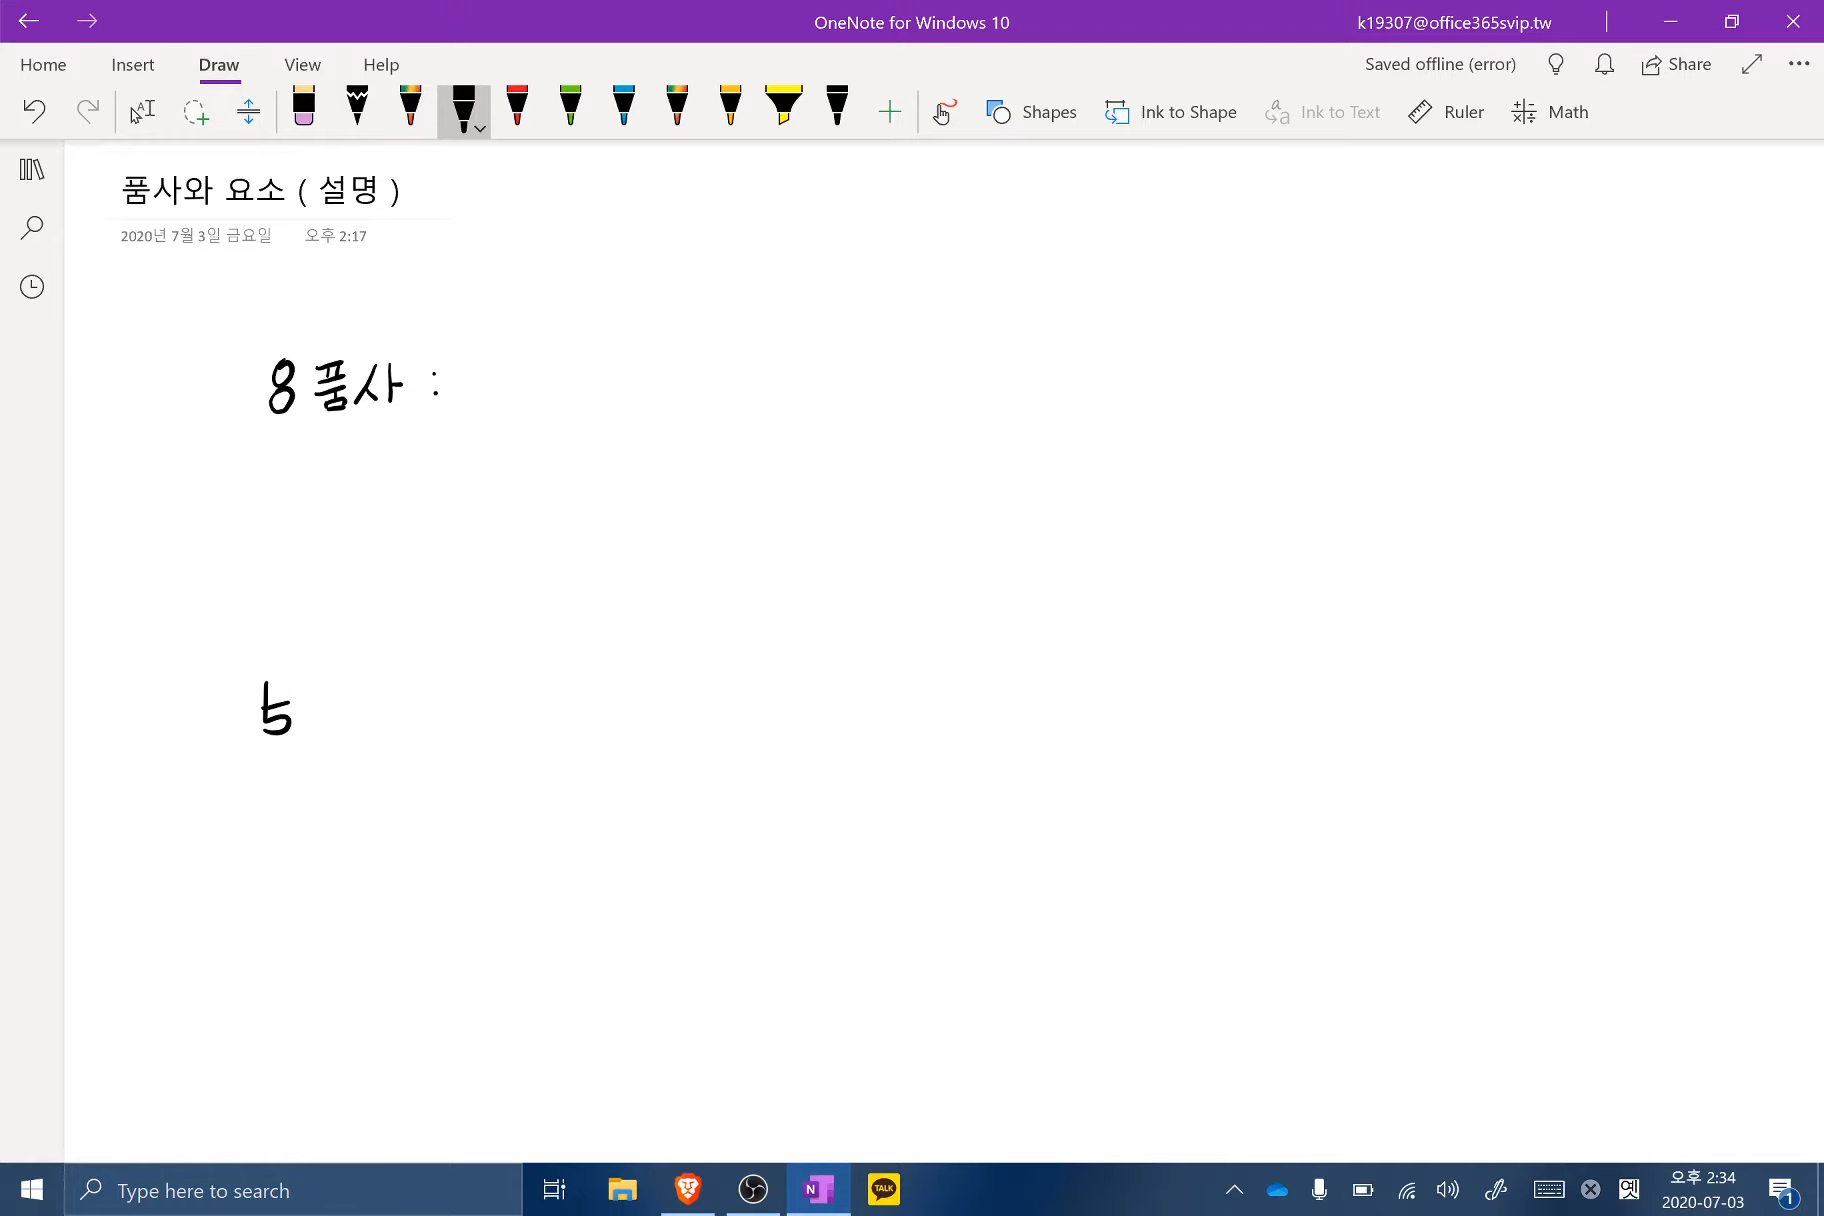 OneNote for Windows 10
k19307@office365svip.tw
Home Insert Draw View Help
Saved offline (error) Share
Shapes Ink to Shape Ink to Text Ruler Math
품사와 요소 ( 설명 )
2020년 7월 3일 금요일 오후 2:17
8 품사 :
5
Type here to search
N
TALK
오후 2:34
2020-07-03
1